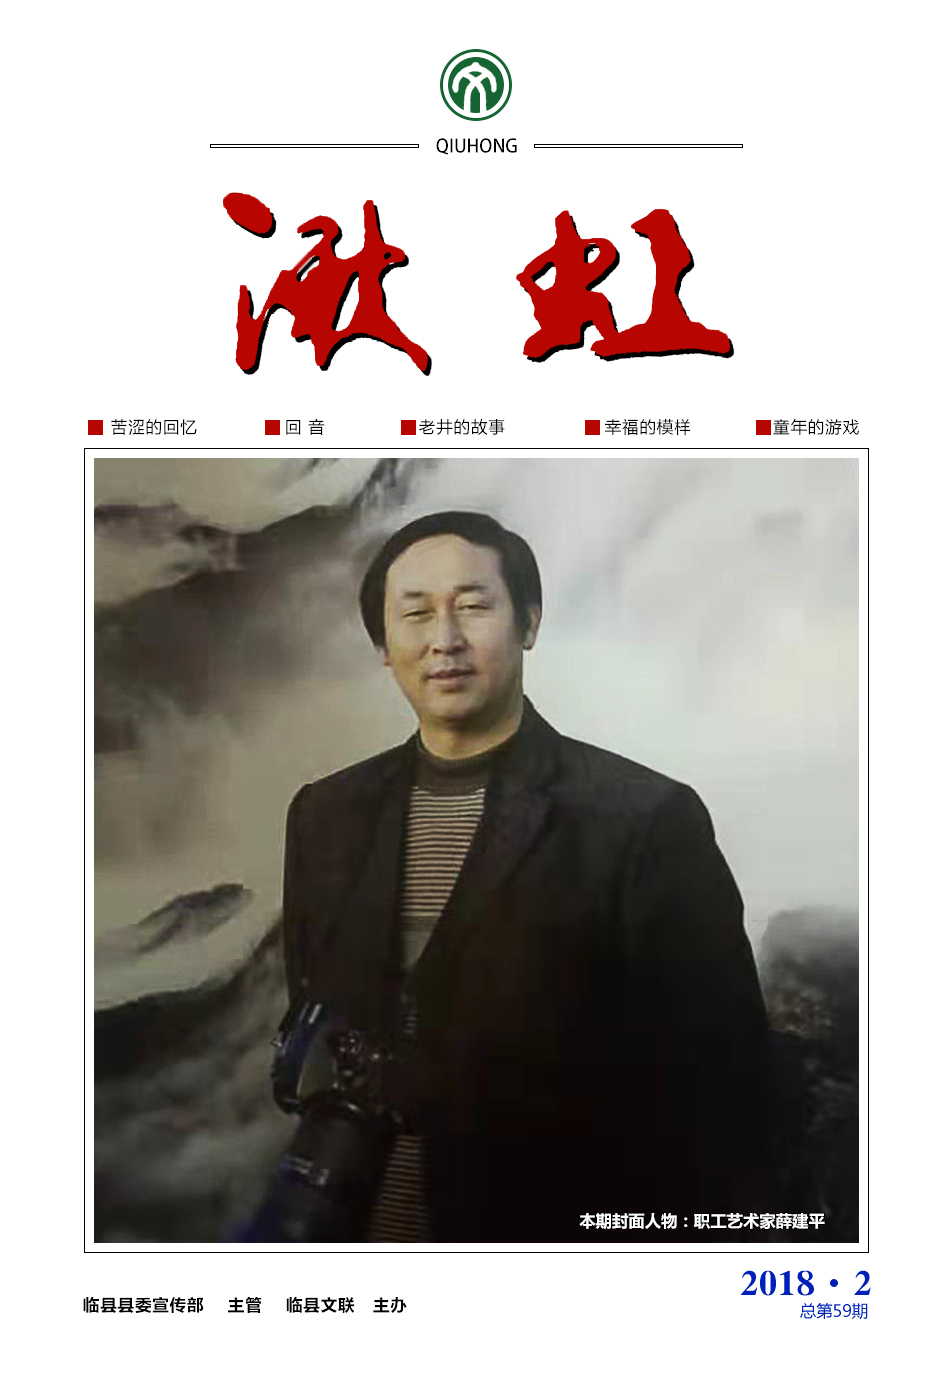 QIUHONG
湫虹
苦涩的回忆 回 音 老井的故事 幸福的模样 童年的游戏
本期封面人物：职工艺术家薛建平
2018·2
临县县委宣传部 主管 临县文联 主办
总第59期